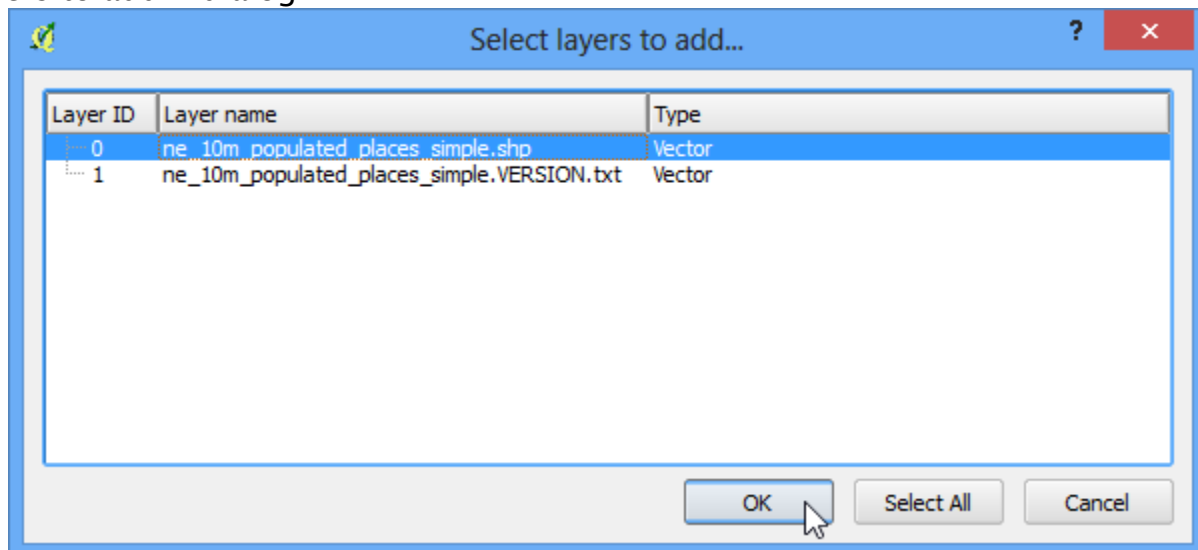 Select layers to add...
?
Layer ID Layer name Type
0 ne_10m_populated_places_simple.shp Vector
1 ne_10m_populated_places_simple.VERSION.txt Vector
OK Select All Cancel